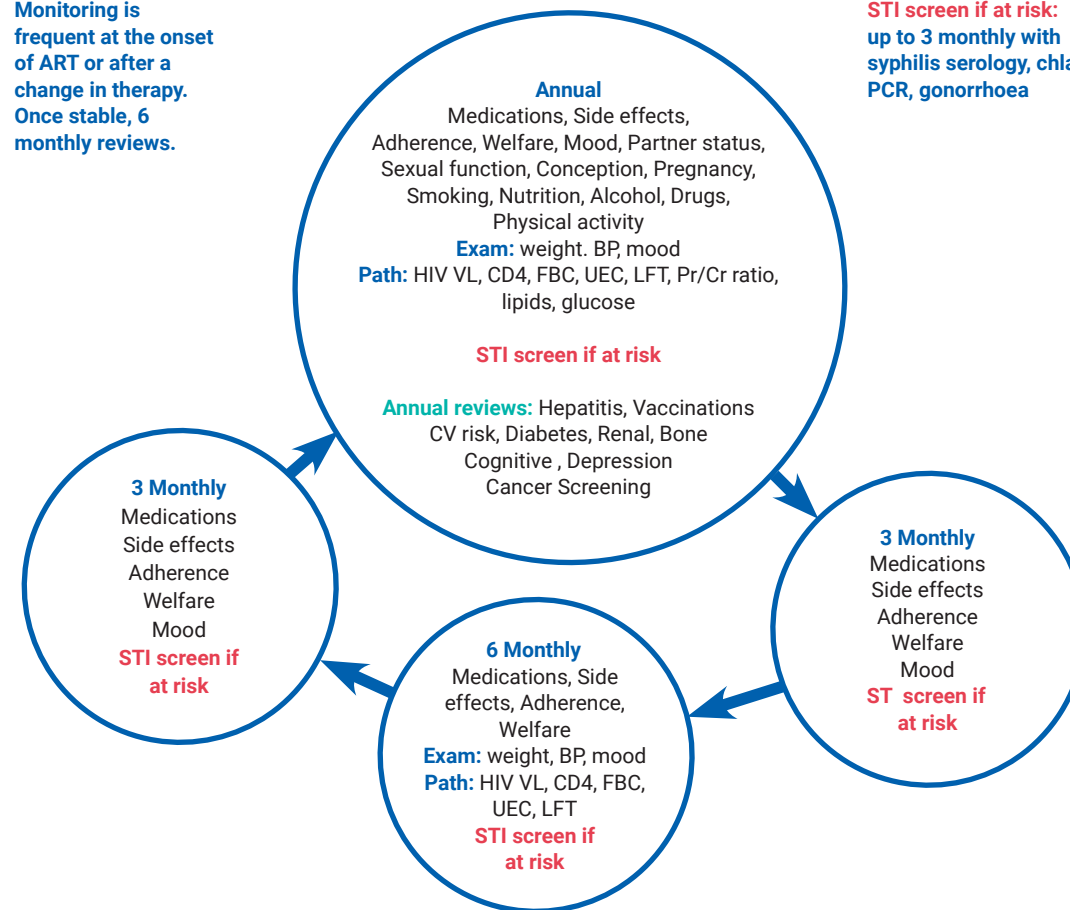 Monitoring is
frequent at the onset
of ART or after a
change in therapy.
Once stable, 6
monthly reviews.
STI screen if at risk:
up to 3 monthly with
syphilis serology,
PCR, gonorrhoea
Annual
Medications, Side effects,
Adherence, Welfare, Mood, Partner status,
Sexual function, Conception, Pregnancy,
Smoking, Nutrition, Alcohol, Drugs,
Physical activity
Exam: weight. BP, mood
Path: HIV VL, CD4, FBC, UEC, LFT, Pr/Cr ratio,
lipids, glucose
STI screen if at risk
Annual reviews: Hepatitis, Vaccinations
CV risk, Diabetes, Renal, Bone
Cognitive , Depression
Cancer Screening
3 Monthly
Medications
Side effects
Adherence
Welfare
Mood
STI screen if
at risk
3 Monthly
Medications
Side effects
Adherence
Welfare
Mood
ST screen if
at risk
6 Monthly
Medications, Side
effects, Adherence,
Welfare
Exam: weight, BP, mood
Path: HIV VL, CD4, FBC,
UEC, LFT
STI screen if
at risk